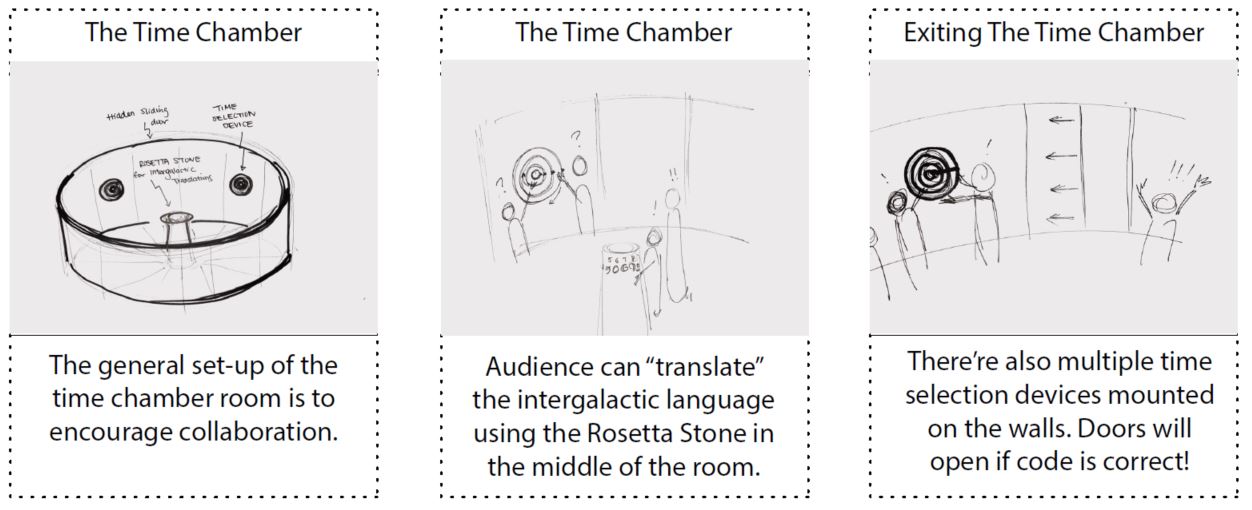 The Time Chamber
Hidden Sliding
door
TIME
SELECTION
DEVICE
ROSETTA STONE
for Intergalactic
Translations
The general set-up of the
time chamber room is to
encourage collaboration.
The Time Chamber
?
?
!!
!
5 6 7 8
Audience can “translate”
the intergalactic language
using the Rosetta Stone in
the middle of the room.
Exiting The Time Chamber
!
!!!
There’re also multiple time
selection devices mounted
on the walls. Doors will
open if code is correct!